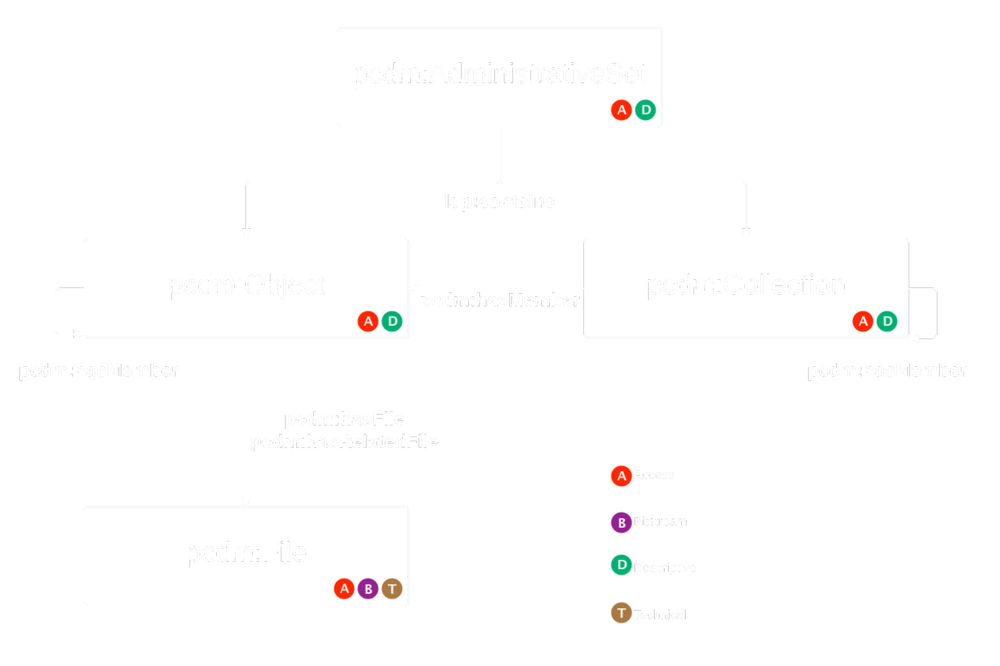 pcdm:AdministrativeSet
A D
ldp:contains
pcdm:Object
A D
pcdm:hasMember
pcdm:Collection
A D
pcdm:hasMember
pcdm:hasMember
pcdm:hasFile
pcdm:hasRelatedFile
pcdm:File
A B T
A Access
B Bitstream
D Descriptive
T Technical